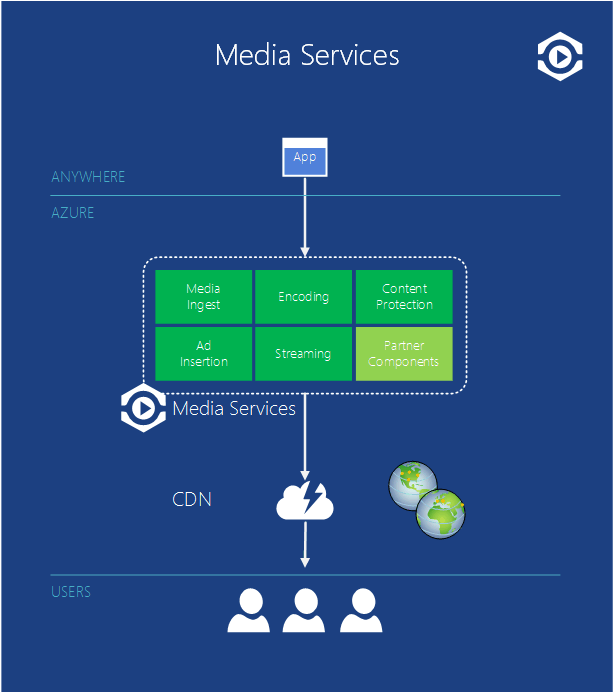 Media Services
App
ANYWHERE
AZURE
Media
Ingest
Encoding
Content
Protection
Ad
Insertion
Streaming
Partner
Components
Media Services
CDN
USERS